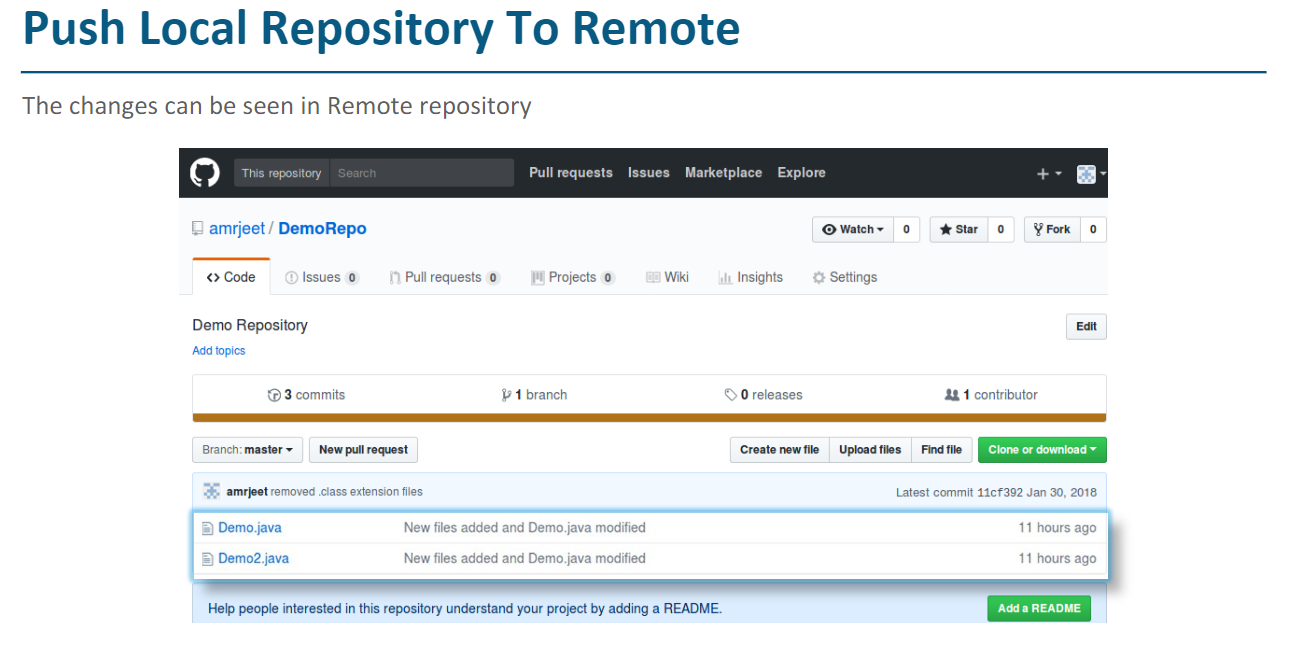 Push Local Repository To Remote
The changes can be seen in Remote repository
This repository Search Pull requests Issues Marketplace Explore
amrjeet / DemoRepo Watch 0 Star 0 Fork 0
Code Issues 0 Pull requests 0 Projects 0 Wiki Insights Settings
Demo Repository Edit
Add topics
3 commits 1 branch 0 releases 1 contributor
Branch: master New pull request Create new file Upload files Find file Clone or download
amrjeet removed .class extension files Latest commit 11cf392 Jan 30, 2018
Demo.java New files added and Demo.java modified 11 hours ago
Demo2.java New files added and Demo.java modified 11 hours ago
Help people interested in this repository understand your project by adding a README. Add a README